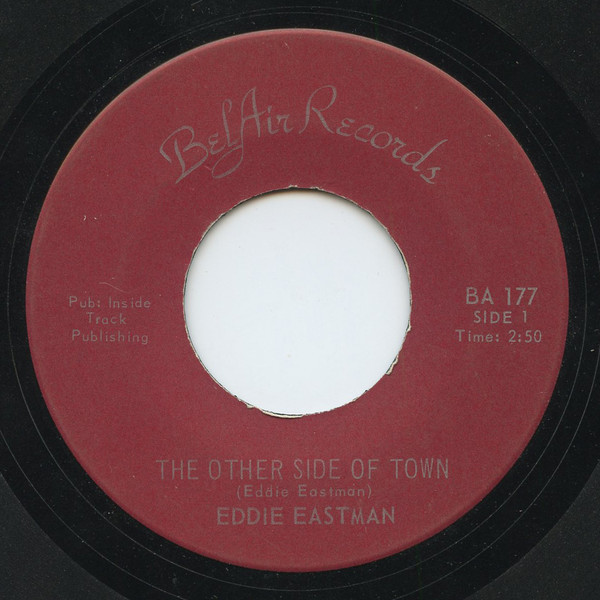 BelAir Records
Pub: Inside
Track
Publishing
BA 177
SIDE 1
Time: 2:50
THE OTHER SIDE OF TOWN
(Eddie Eastman)
EDDIE EASTMAN